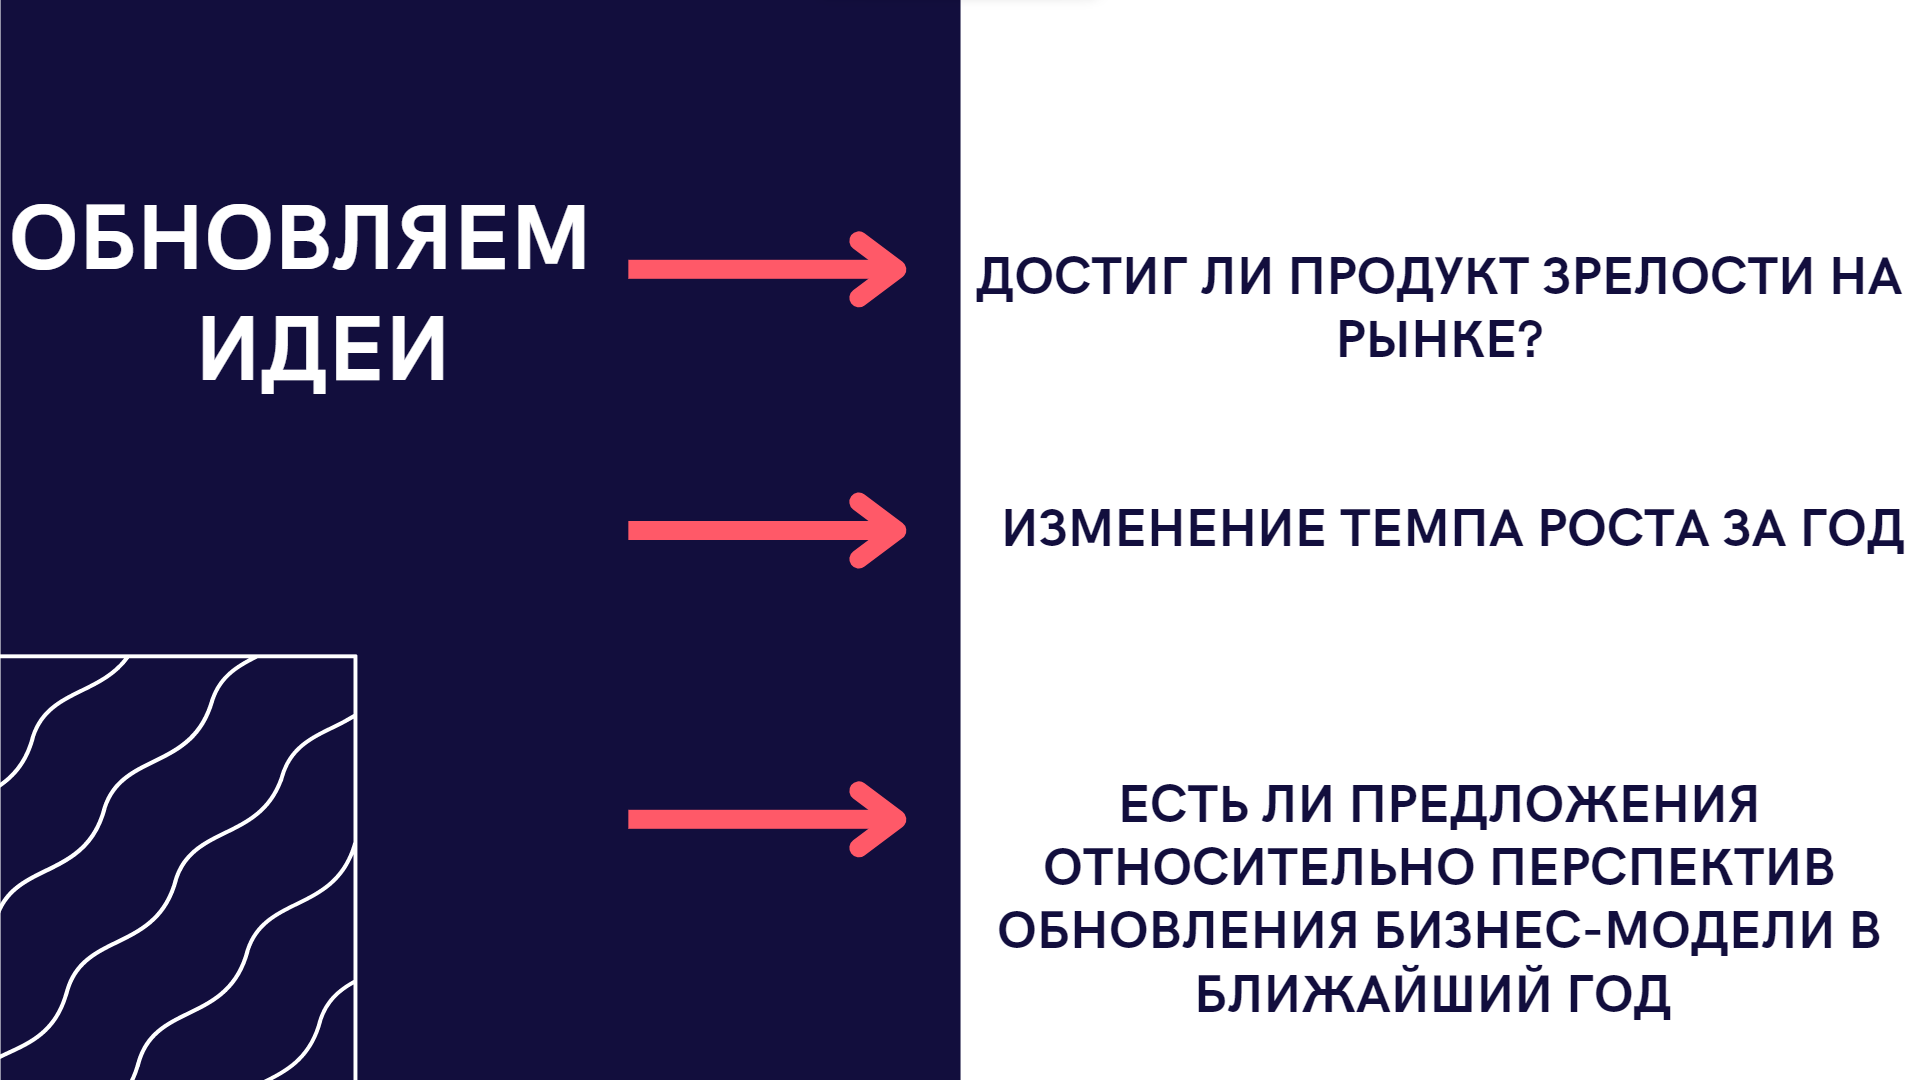 ОБНОВЛЯЕМ
ИДЕИ
ДОСТИГ ЛИ ПРОДУКТ ЗРЕЛОСТИ НА
РЫНКЕ?
ИЗМЕНЕНИЕ ТЕМПА РОСТА ЗА ГОД
ЕСТЬ ЛИ ПРЕДЛОЖЕНИЯ
ОТНОСИТЕЛЬНО ПЕРСПЕКТИВ
ОБНОВЛЕНИЯ БИЗНЕС-МОДЕЛИ В
БЛИЖАЙШИЙ ГОД